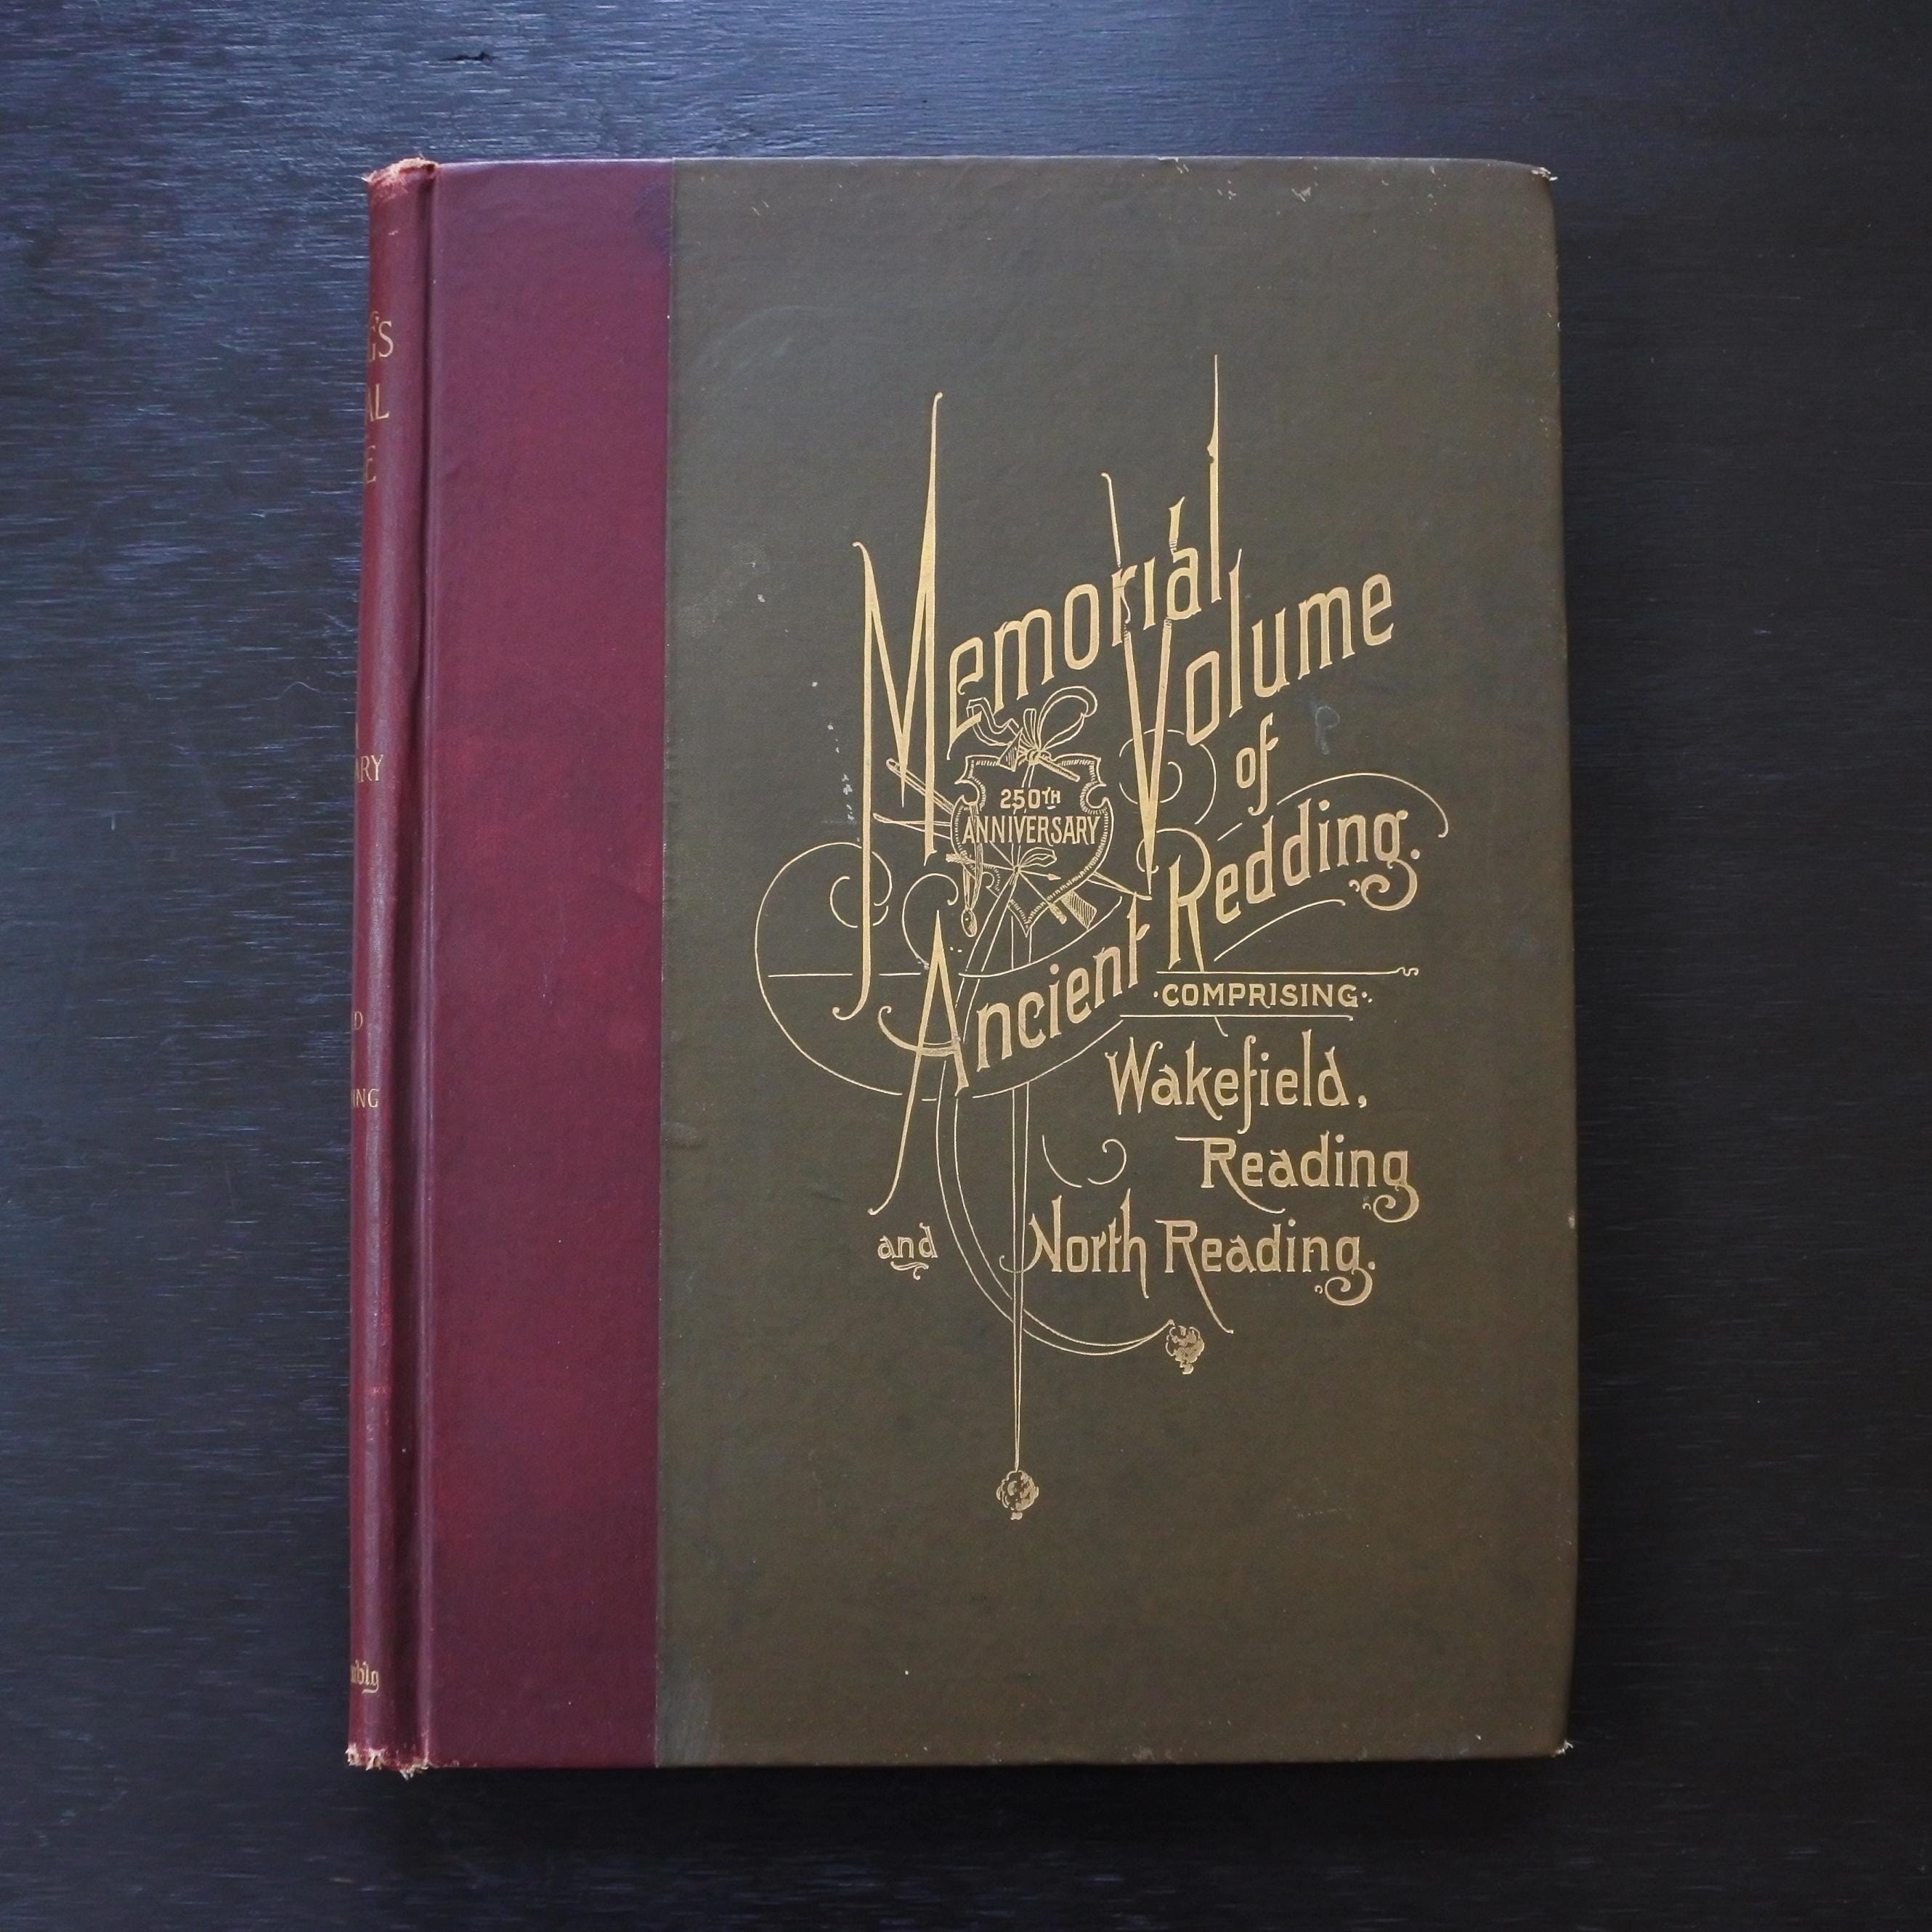 Memorial
Volume
of
Ancient Redding.
250TH
ANNIVERSARY
·COMPRISING·
Wakefield,
Reading
and North Reading.